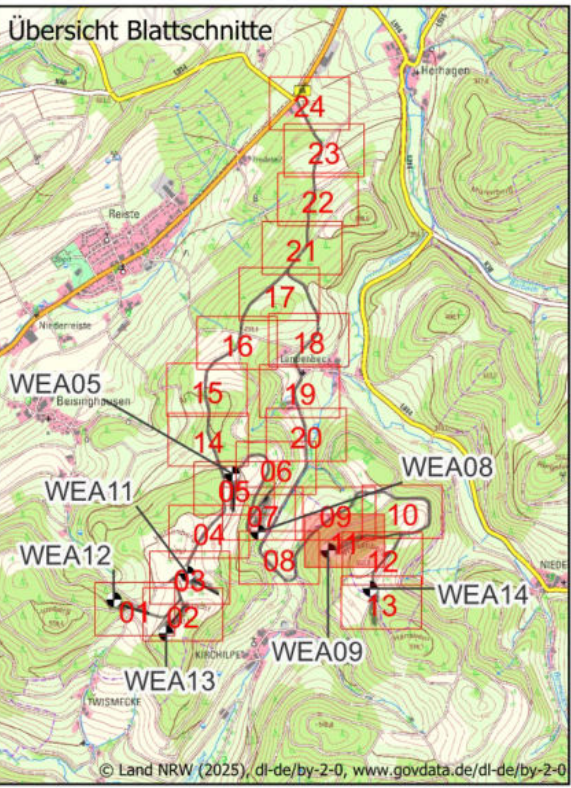 Übersicht Blattschnitte
Herhagen
24
23
22
Reiste
21
17
Niederreiste
16
18
Landenbeck
WEA05
15
19
Beisinghausen
14
20
06
WEA08
WEA11
05
07
09
10
04
11
WEA12
08
12
03
WEA14
01
02
13
KIRCHILPE
WEA09
WEA13
TWISMECKE
© Land NRW (2025), dl-de/by-2-0, www.govdata.de/dl-de/by-2-0